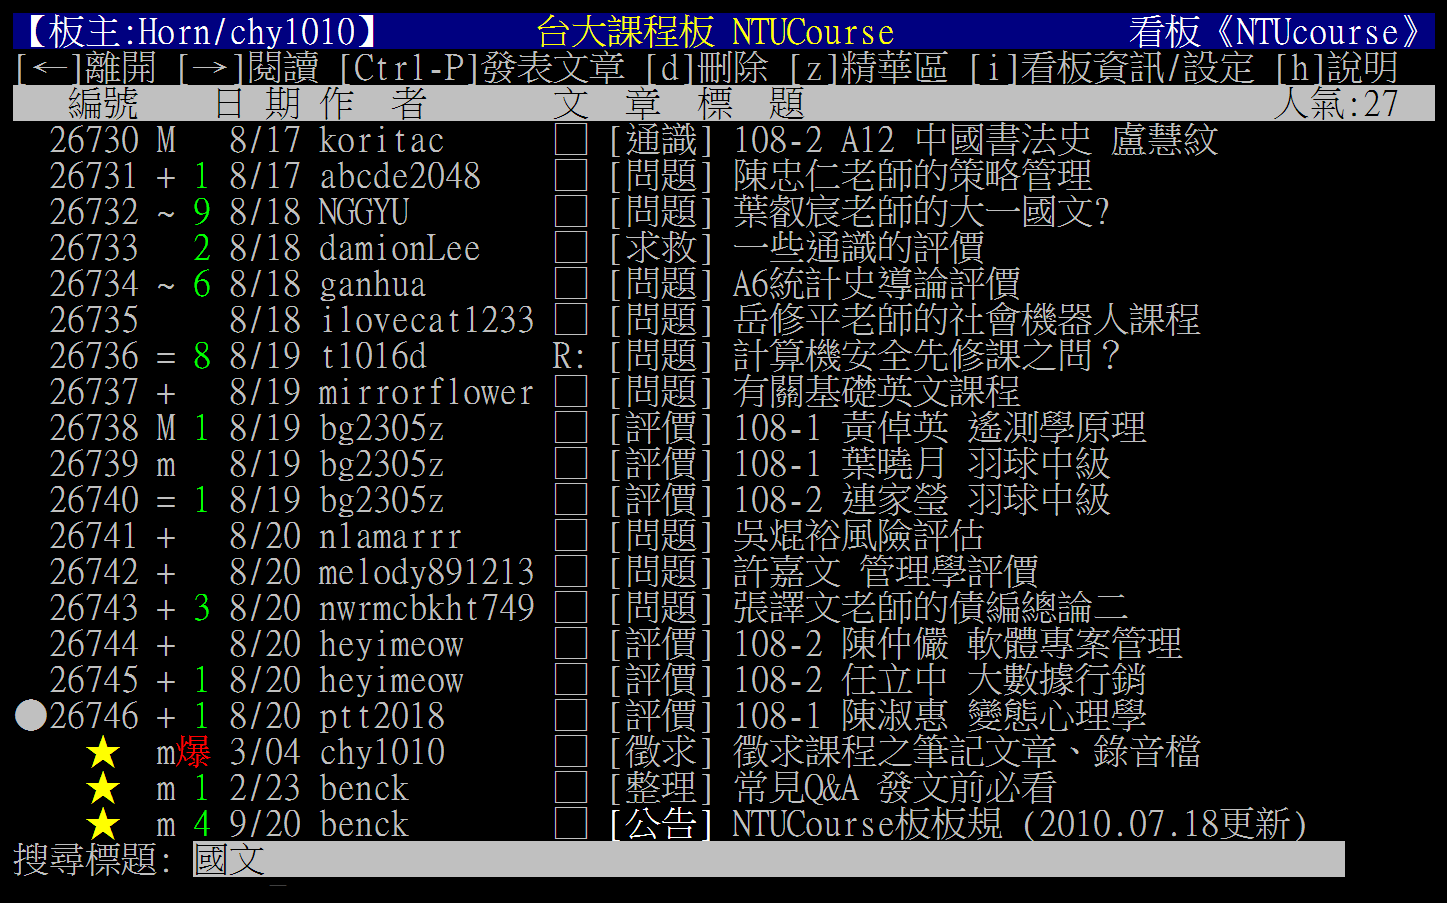 【板主:Horn/chy1010】 台大課程板 NTUCourse 看板《NTUcourse》
[←]離開 [→]閱讀 [Ctrl-P]發表文章 [d]刪除 [z]精華區 [i]看板資訊/設定 [h]說明
編號 日 期 作 者 文 章 標 題 人氣:27
26730 M 8/17 koritac □ [通識] 108-2 A12 中國書法史 盧慧紋
26731 + 1 8/17 abcde2048 □ [問題] 陳忠仁老師的策略管理
26732 ~ 9 8/18 NGGYU □ [問題] 葉叡宸老師的大一國文?
26733 2 8/18 damionLee □ [求救] 一些通識的評價
26734 ~ 6 8/18 ganhua □ [問題] A6統計史導論評價
26735 8/18 ilovecat1233 □ [問題] 岳修平老師的社會機器人課程
26736 = 8 8/19 t1016d R: [問題] 計算機安全先修課之問？
26737 + 8/19 mirrorflower □ [問題] 有關基礎英文課程
26738 M 1 8/19 bg2305z □ [評價] 108-1 黃倬英 遙測學原理
26739 m 8/19 bg2305z □ [評價] 108-1 葉曉月 羽球中級
26740 = 1 8/19 bg2305z □ [評價] 108-2 連家瑩 羽球中級
26741 + 8/20 nlamarrr □ [問題] 吳焜裕風險評估
26742 + 8/20 melody891213 □ [問題] 許嘉文 管理學評價
26743 + 3 8/20 nwrmcbkht749 □ [問題] 張譯文老師的債編總論二
26744 + 8/20 heyimeow □ [評價] 108-2 陳仲儼 軟體專案管理
26745 + 1 8/20 heyimeow □ [評價] 108-2 任立中 大數據行銷
●26746 + 1 8/20 ptt2018 □ [評價] 108-1 陳淑惠 變態心理學
★ m爆 3/04 chy1010 □ [徵求] 徵求課程之筆記文章、錄音檔
★ m 1 2/23 benck □ [整理] 常見Q&A 發文前必看
★ m 4 9/20 benck □ [公告] NTUCourse板板規 (2010.07.18更新)
搜尋標題: 國文